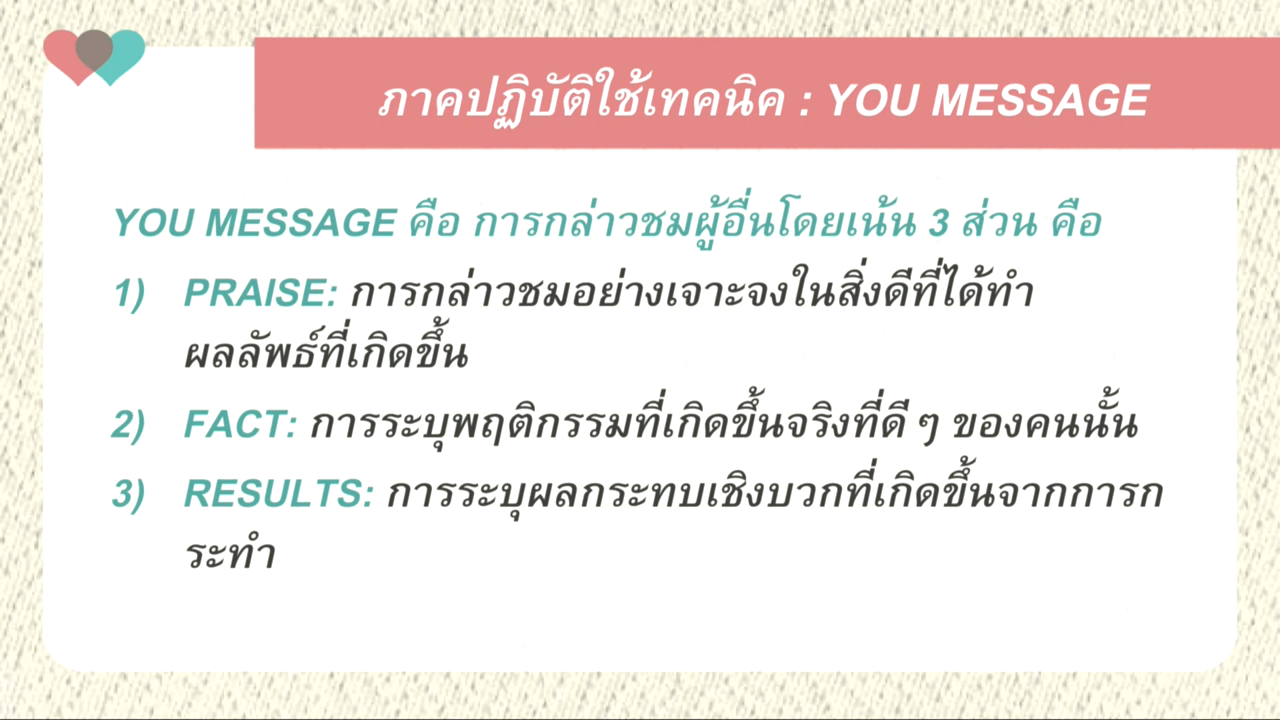 ภาคปฏิบัติใช้เทคนิค : YOU MESSAGE
YOU MESSAGE คือ การกล่าวชมผู้อื่นโดยเน้น 3 ส่วน คือ
1) PRAISE: การกล่าวชมอย่างเจาะจงในสิ่งดีที่ได้ทำ
ผลลัพธ์ที่เกิดขึ้น
2) FACT: การระบุพฤติกรรมที่เกิดขึ้นจริงที่ดี ๆ ของคนนั้น
3) RESULTS: การระบุผลกระทบเชิงบวกที่เกิดขึ้นจากการก
ระทำ